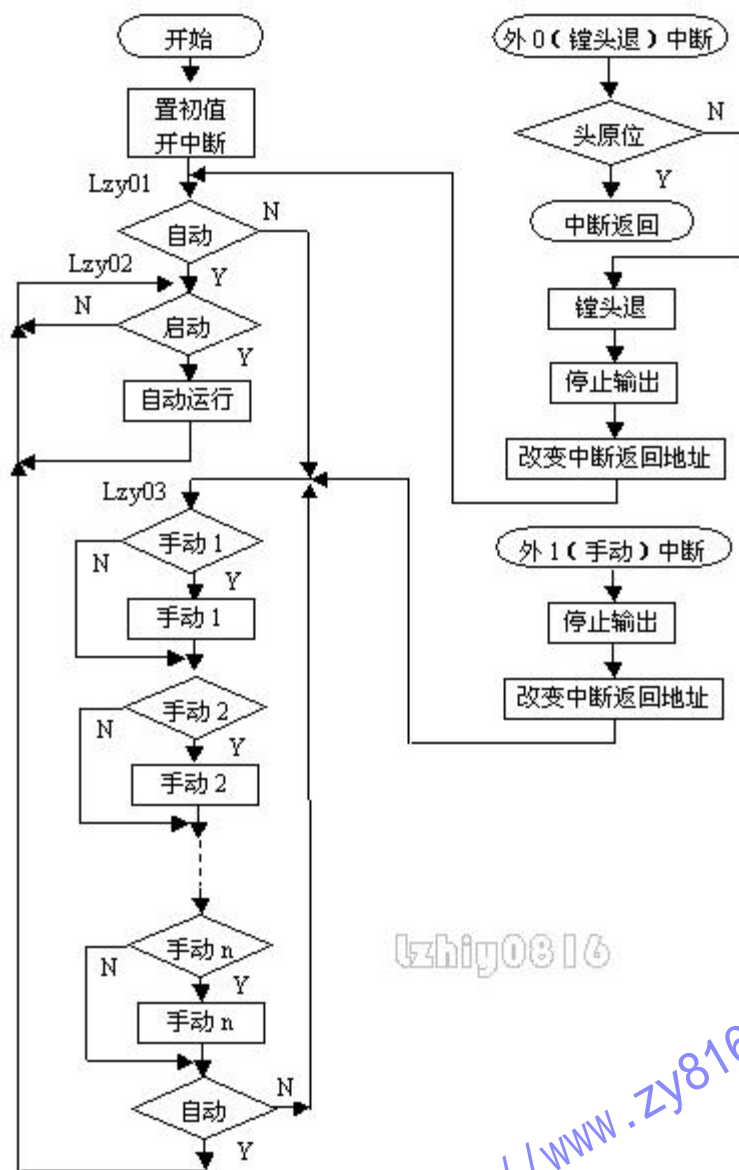 开始
置初值
开中断
Lzy01
自动
N
Y
Lzy02
启动
N
Y
自动运行
Lzy03
手动 1
N
Y
手动 1
手动 2
N
Y
手动 2
手动 n
N
Y
手动 n
自动
N
Y
外 0 ( 镗头退 ) 中断
头原位
N
Y
中断返回
镗头退
停止输出
改变中断返回地址
外 1 ( 手动 ) 中断
停止输出
改变中断返回地址
lzhiy0816
//www.zy816